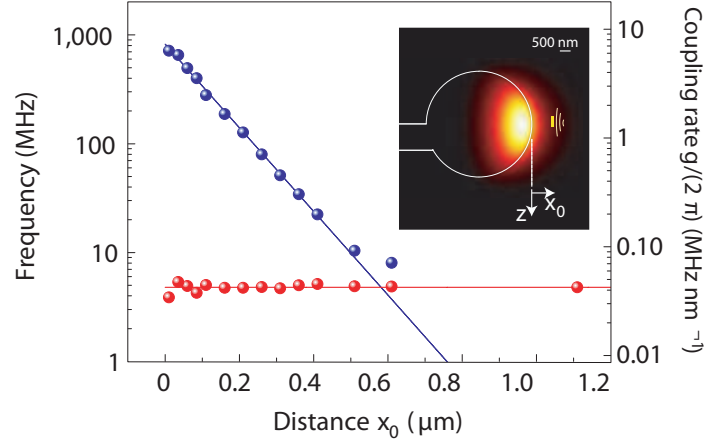 1,000
100
10
1
Frequency (MHz)
10
1
0.10
0.01
Coupling rate g/(2 π) (MHz nm ⁻¹)
500 nm
x₀
z
0
0.2
0.4
0.6
0.8
1.0
1.2
Distance x₀ (µm)